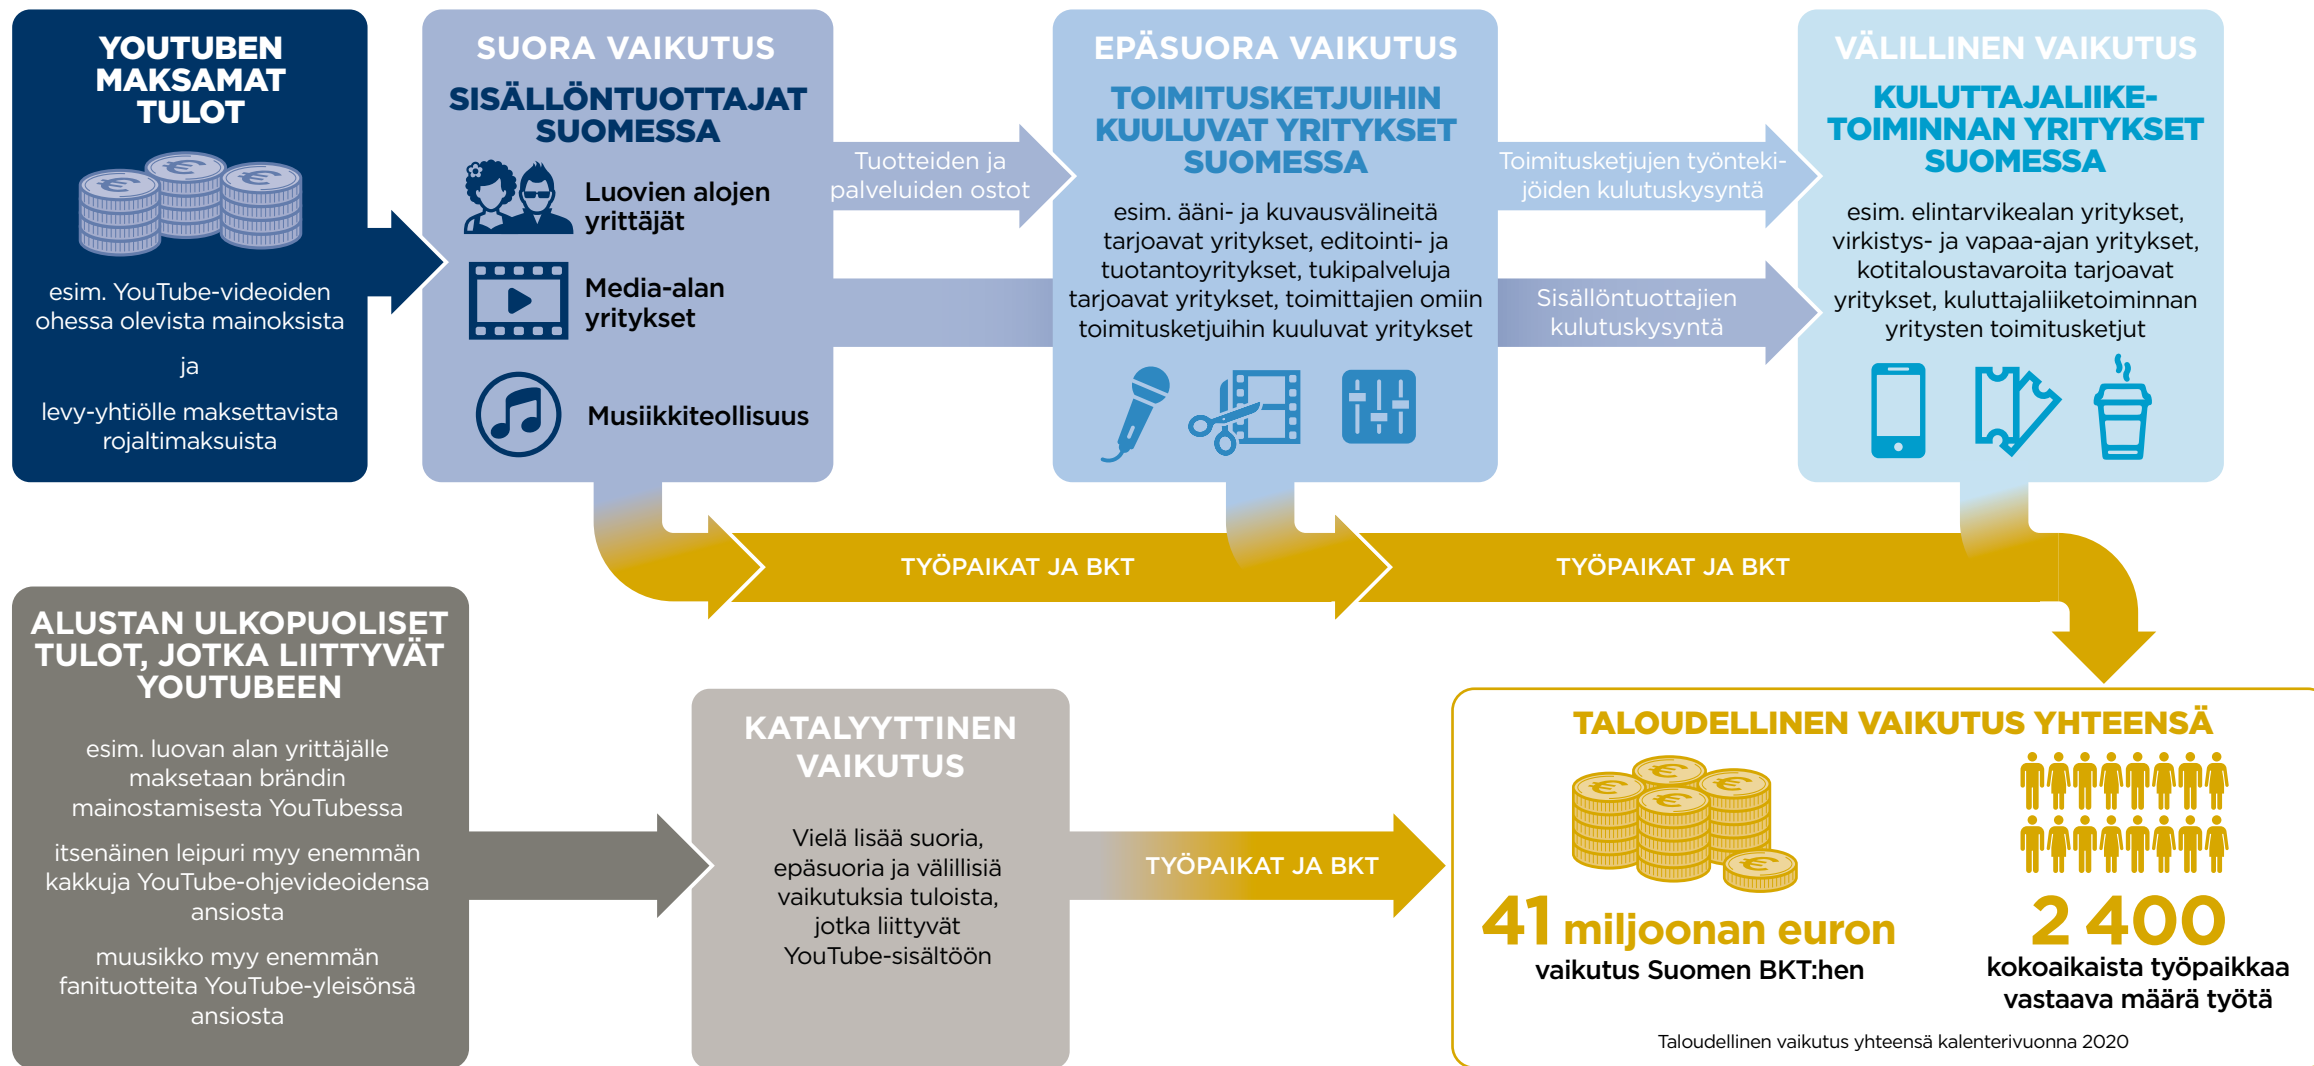 YOUTUBEN
MAKSAMAT
TULOT
esim. YouTube-videoiden
ohessa olevista mainoksista
ja
levy-yhtiölle maksettavista
rojaltimaksuista
SUORA VAIKUTUS
SISÄLLÖNTUOTTAJAT
SUOMESSA
Luovien alojen
yrittäjät
Media-alan
yritykset
Musiikkiteollisuus
Tuotteiden ja
palveluiden ostot
EPÄSUORA VAIKUTUS
TOIMITUSKETJUIHIN
KUULUVAT YRITYKSET
SUOMESSA
esim. ääni- ja kuvausvälineitä
tarjoavat yritykset, editointi- ja
tuotantoyritykset, tukipalveluja
tarjoavat yritykset, toimittajien omiin
toimitusketjuihin kuuluvat yritykset
Toimitusketjujen työnteki-
jöiden kulutuskysyntä
Sisällöntuottajien
kulutuskysyntä
VÄLILLINEN VAIKUTUS
KULUTTAJALIIKE-
TOIMINNAN YRITYKSET
SUOMESSA
esim. elintarvikealan yritykset,
virkistys- ja vapaa-ajan yritykset,
kotitaloustavaroita tarjoavat
yritykset, kuluttajaliiketoiminnan
yritysten toimitusketjut
TYÖPAIKAT JA BKT
TYÖPAIKAT JA BKT
ALUSTAN ULKOPUOLISET
TULOT, JOTKA LIITTYVÄT
YOUTUBEEN
esim. luovan alan yrittäjälle
maksetaan brändin
mainostamisesta YouTubessa
itsenäinen leipuri myy enemmän
kakkuja YouTube-ohjevideoidensa
ansiosta
muusikko myy enemmän
fanituotteita YouTube-yleisönsä
ansiosta
KATALYYTTINEN
VAIKUTUS
Vielä lisää suoria,
epäsuoria ja välillisiä
vaikutuksia tuloista,
jotka liittyvät
YouTube-sisältöön
TYÖPAIKAT JA BKT
TALOUDELLINEN VAIKUTUS YHTEENSÄ
41 miljoonan euron
vaikutus Suomen BKT:hen
2 400
kokoaikaista työpaikkaa
vastaava määrä työtä
Taloudellinen vaikutus yhteensä kalenterivuonna 2020